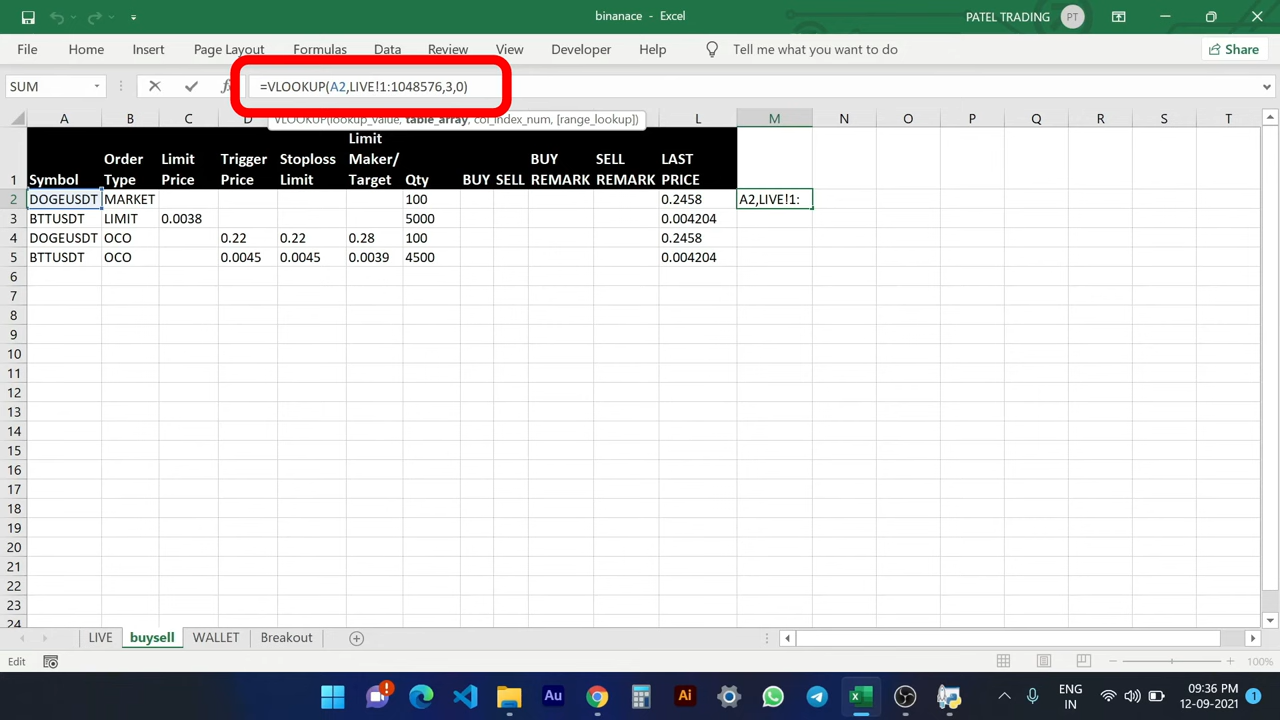 binanace - Excel
PATEL TRADING PT
File Home Insert Page Layout Formulas Data Review View Developer Help Tell me what you want to do Share
SUM =VLOOKUP(A2,LIVE!1:1048576,3,0)
VLOOKUP(lookup_value, table_array, col_index_num, [range_lookup])
A B C D L M N O P Q R S T
1 Symbol Order Type Limit Price Trigger Price Stoploss Limit Limit Maker/ Target Qty BUY SELL BUY REMARK SELL REMARK LAST PRICE
2 DOGEUSDT MARKET 100 0.2458 A2,LIVE!1:
3 BTTUSDT LIMIT 0.0038 5000 0.004204
4 DOGEUSDT OCO 0.22 0.22 0.28 100 0.2458
5 BTTUSDT OCO 0.0045 0.0045 0.0039 4500 0.004204
6
7
8
9
10
11
12
13
14
15
16
17
18
19
20
21
22
23
24
LIVE buysell WALLET Breakout
Edit 100%
! Au Ai ENG IN 09:36 PM 12-09-2021 1